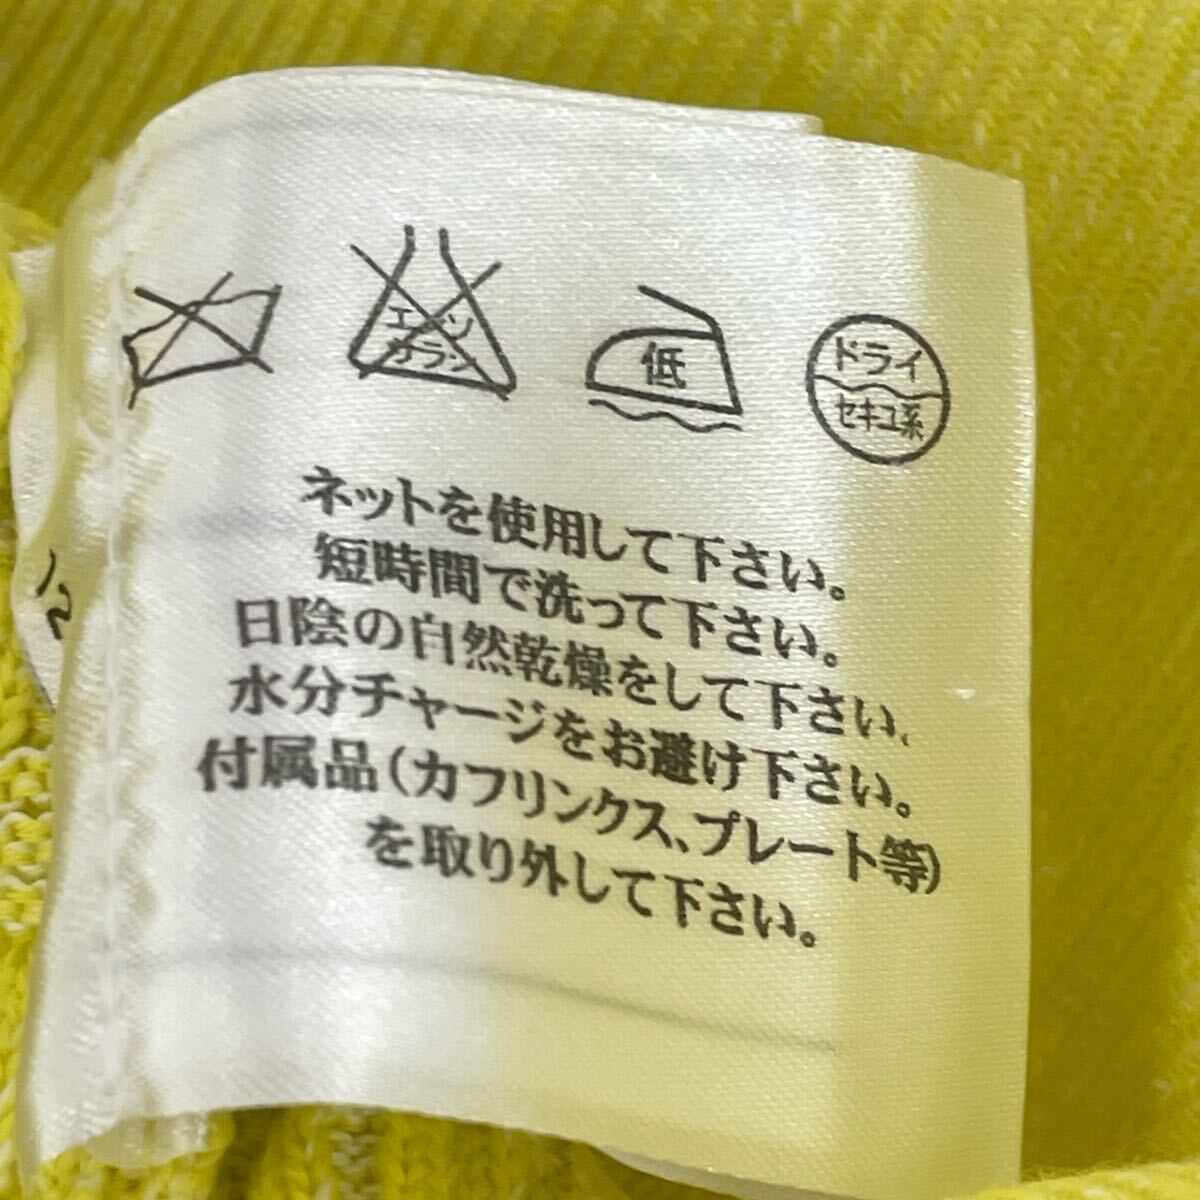 エンソ
サラシ
低
ドライ
セキユ系
ネットを使用して下さい。
短時間で洗って下さい。
日陰の自然乾燥をして下さい。
水分チャージをお避け下さい。
付属品(カフリンクス、プレート等)
を取り外して下さい。